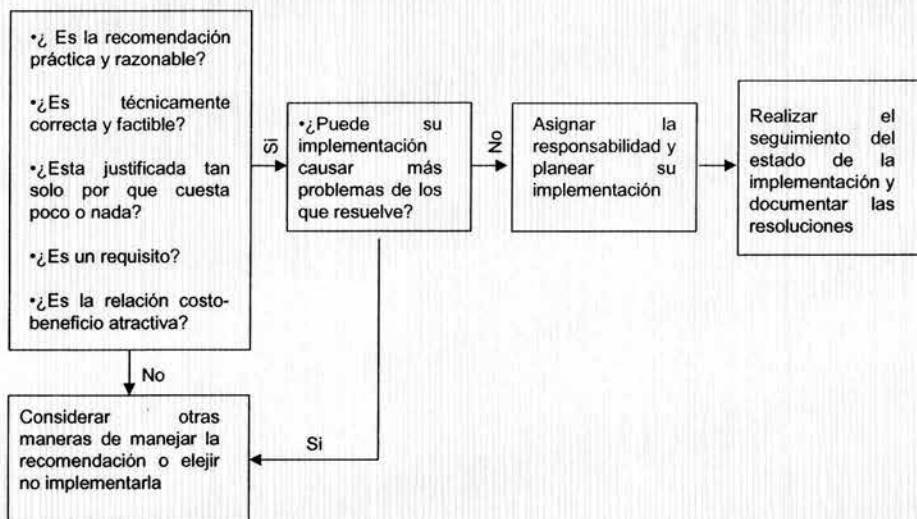 •¿ Es la recomendación
práctica y razonable?
•¿Es técnicamente
correcta y factible?
•¿Esta justificada tan
solo por que cuesta
poco o nada?
•¿Es un requisito?
•¿Es la relación costo-
beneficio atractiva?
Si
•¿Puede su
implementación
causar más
problemas de los
que resuelve?
No
Asignar la
responsabilidad y
planear su
implementación
Realizar el
seguimiento del
estado de la
implementación y
documentar las
resoluciones
No
Considerar otras
maneras de manejar la
recomendación o elejir
no implementarla
Si